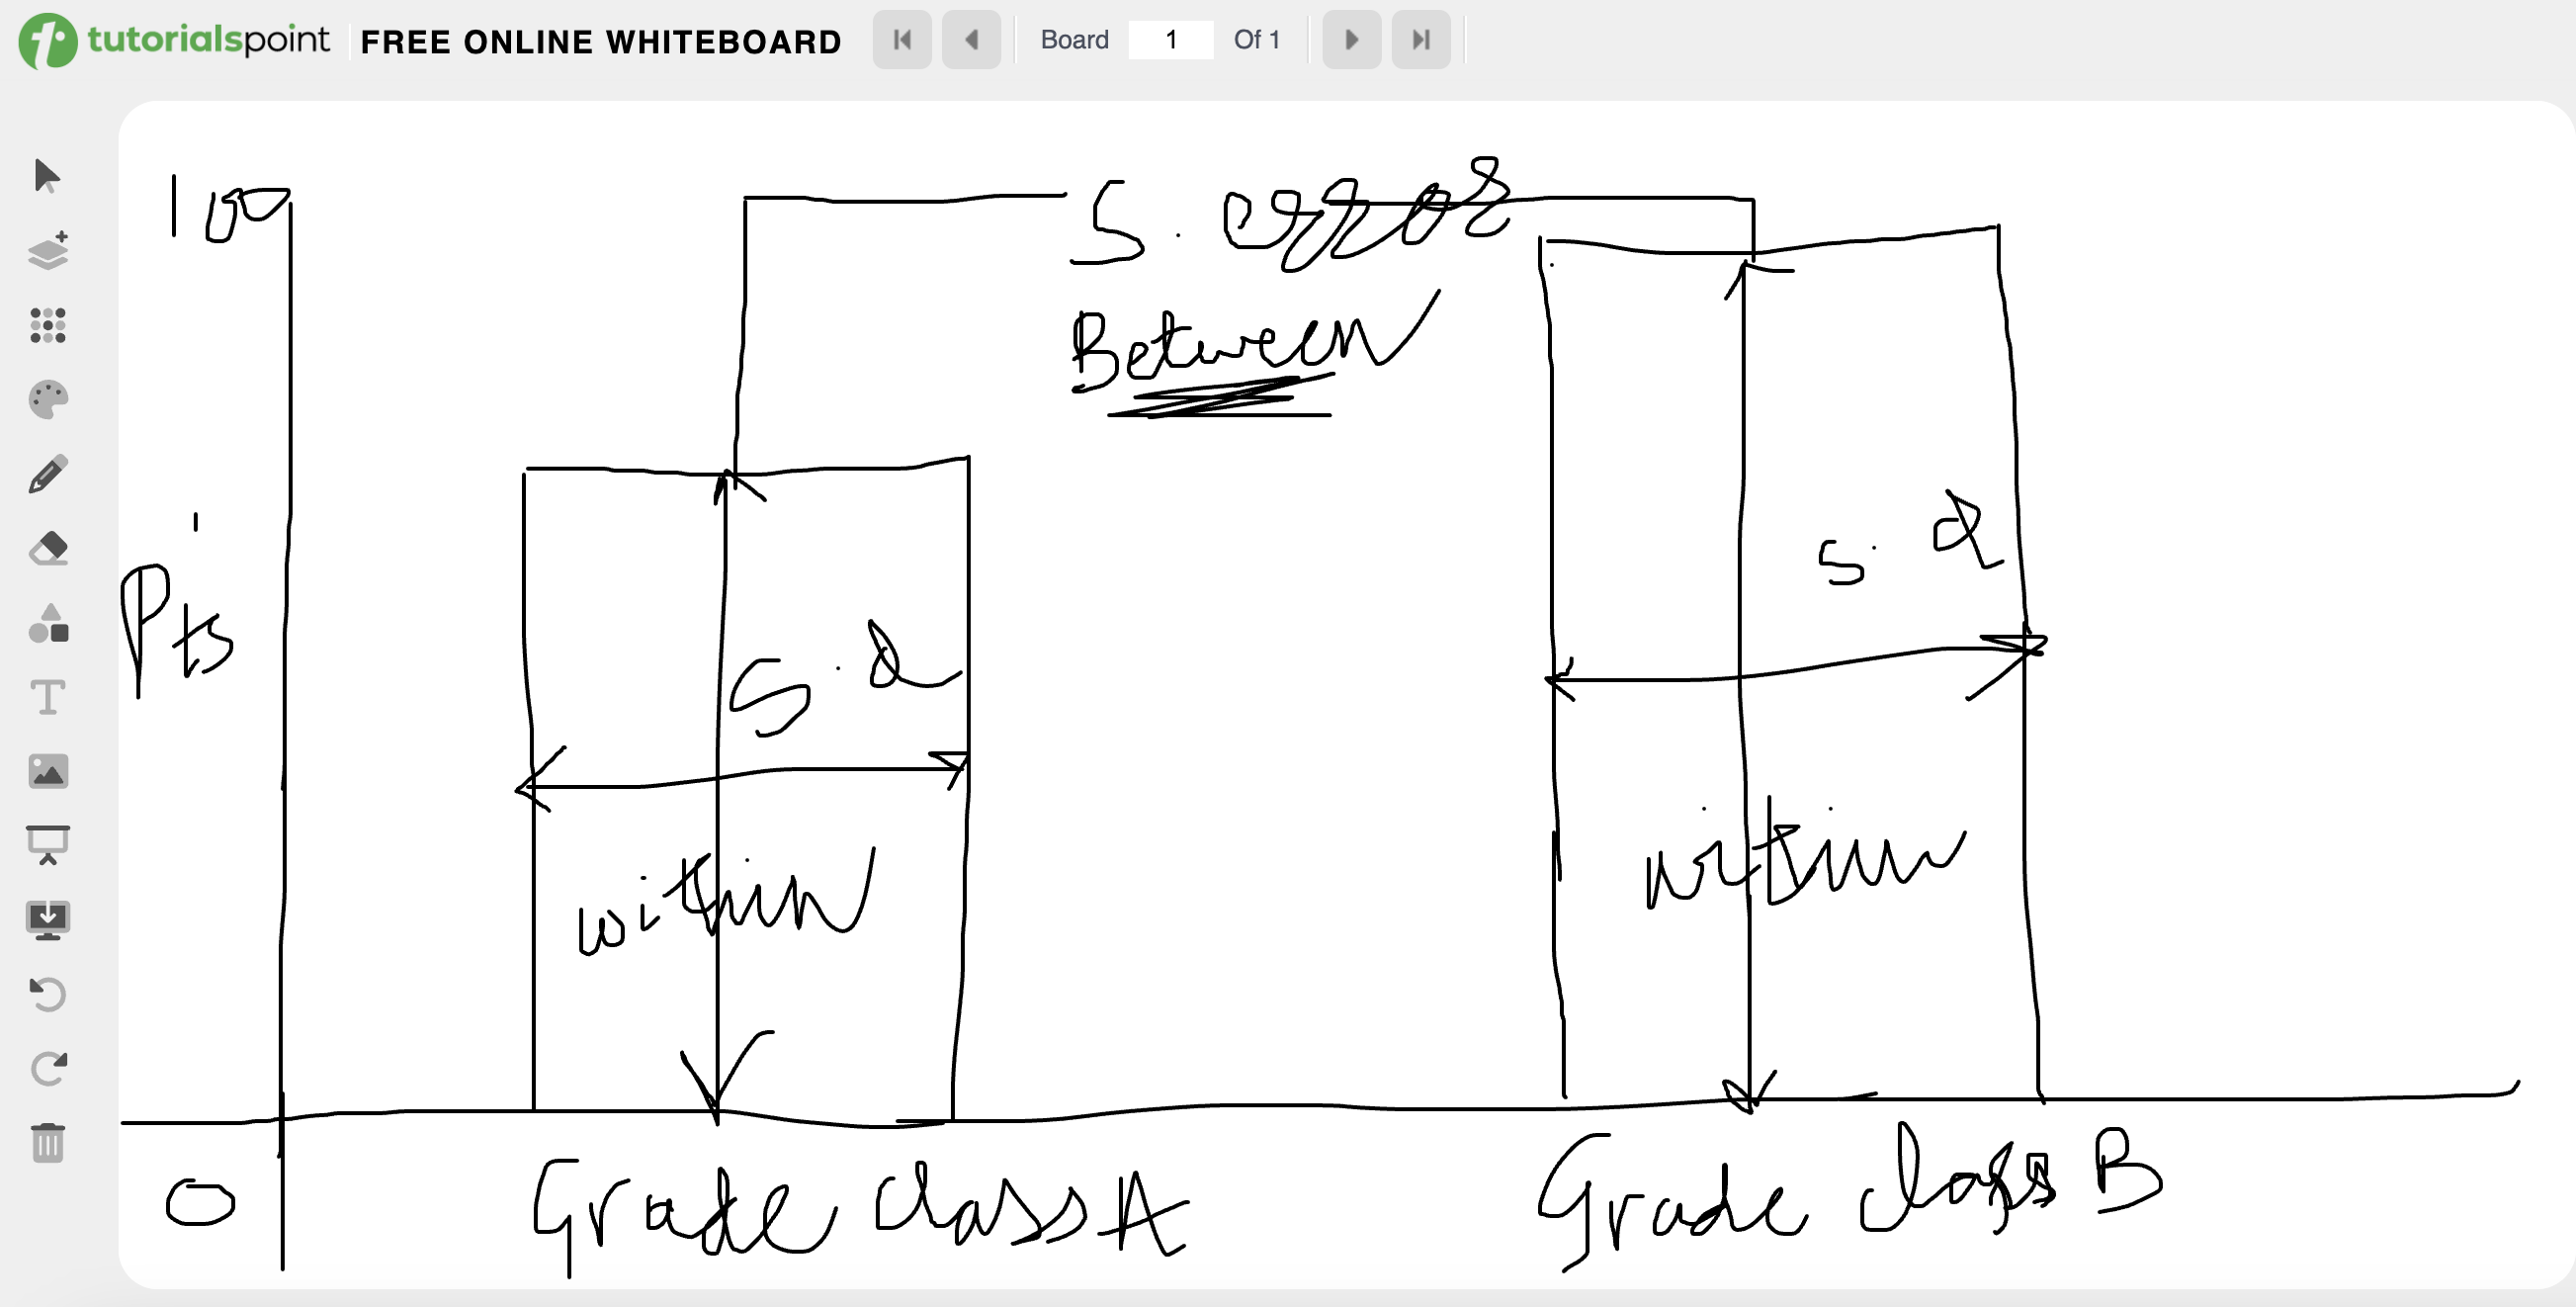 tutorialspoint FREE ONLINE WHITEBOARD Board 1 Of 1
100
S. error
Between
Pts
S.d
within
s.d
within
0
Grade class A
Grade class B